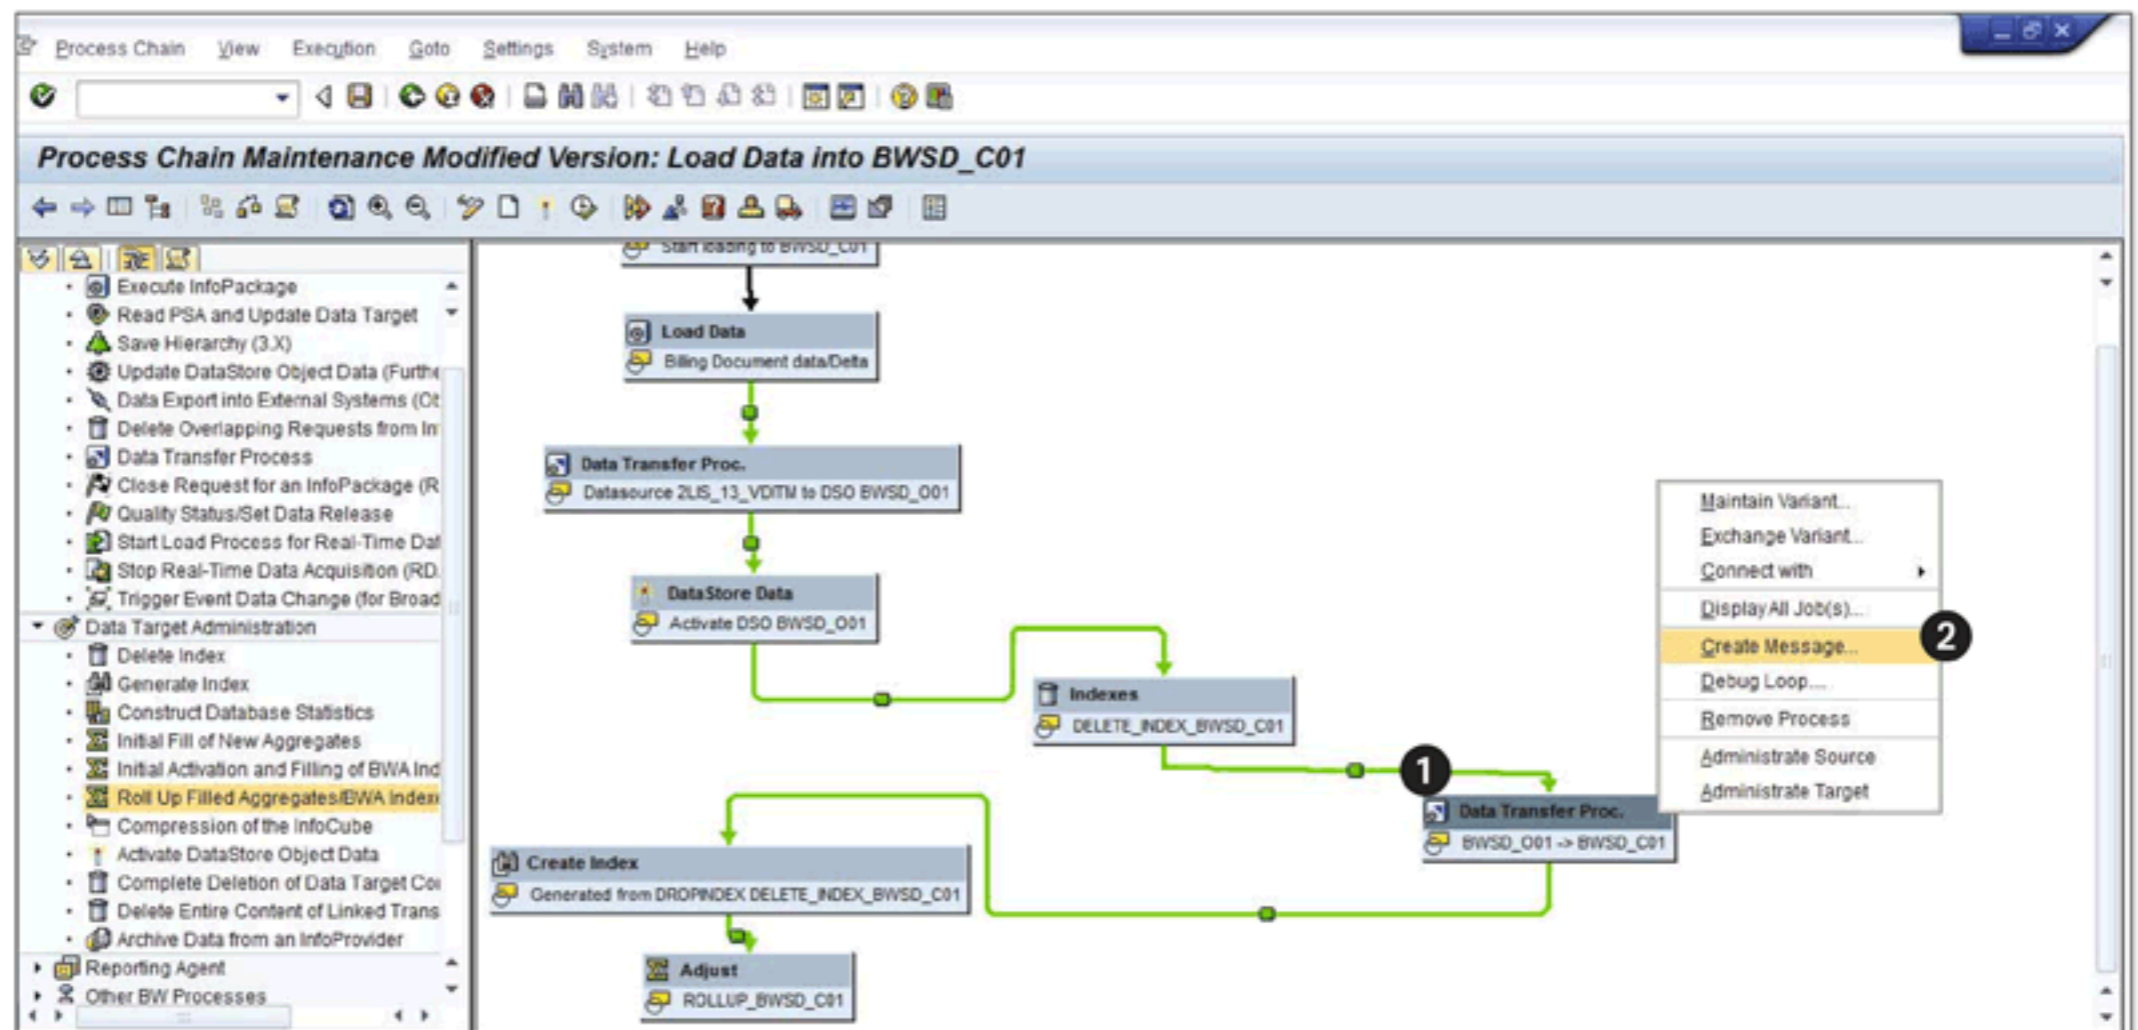 Process Chain View Execution Goto Settings System Help
Process Chain Maintenance Modified Version: Load Data into BWSD_C01
Execute InfoPackage
Read PSA and Update Data Target
Save Hierarchy (3.X)
Update DataStore Object Data (Furthe
Data Export into External Systems (Ot
Delete Overlapping Requests from In
Data Transfer Process
Close Request for an InfoPackage (R
Quality Status/Set Data Release
Start Load Process for Real-Time Dat
Stop Real-Time Data Acquisition (RD.
Trigger Event Data Change (for Broad
Data Target Administration
Delete Index
Generate Index
Construct Database Statistics
Initial Fill of New Aggregates
Initial Activation and Filling of BWA Ind
Roll Up Filled Aggregates/BWA Index
Compression of the InfoCube
Activate DataStore Object Data
Complete Deletion of Data Target Co
Delete Entire Content of Linked Trans
Archive Data from an InfoProvider
Reporting Agent
Other BW Processes
Start loading to BWSD_C01
Load Data
Billing Document data/Delta
Data Transfer Proc.
Datasource 2LIS_13_VDITM to DSO BWSD_O01
DataStore Data
Activate DSO BWSD_O01
Indexes
DELETE_INDEX_BWSD_C01
1
Data Transfer Proc.
BWSD_O01 -> BWSD_C01
Create Index
Generated from DROPINDEX DELETE_INDEX_BWSD_C01
Adjust
ROLLUP_BWSD_C01
Maintain Variant...
Exchange Variant...
Connect with
Display All Job(s)...
Create Message...
2
Debug Loop....
Remove Process
Administrate Source
Administrate Target